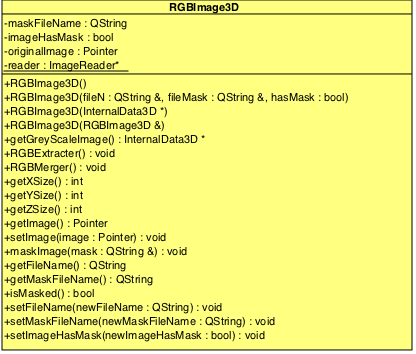 RGBImage3D
-maskFileName : QString
-imageHasMask : bool
-originalImage : Pointer
-reader : ImageReader*
+RGBImage3D()
+RGBImage3D(fileN : QString &, fileMask : QString &, hasMask : bool)
+RGBImage3D(InternalData3D *)
+RGBImage3D(RGBImage3D &)
+getGreyScaleImage() : InternalData3D *
+RGBExtracter() : void
+RGBMerger() : void
+getXSize() : int
+getYSize() : int
+getZSize() : int
+getImage() : Pointer
+setImage(image : Pointer) : void
+maskImage(mask : QString &) : void
+getFileName() : QString
+getMaskFileName() : QString
+isMasked() : bool
+setFileName(newFileName : QString) : void
+setMaskFileName(newMaskFileName : QString) : void
+setImageHasMask(newImageHasMask : bool) : void